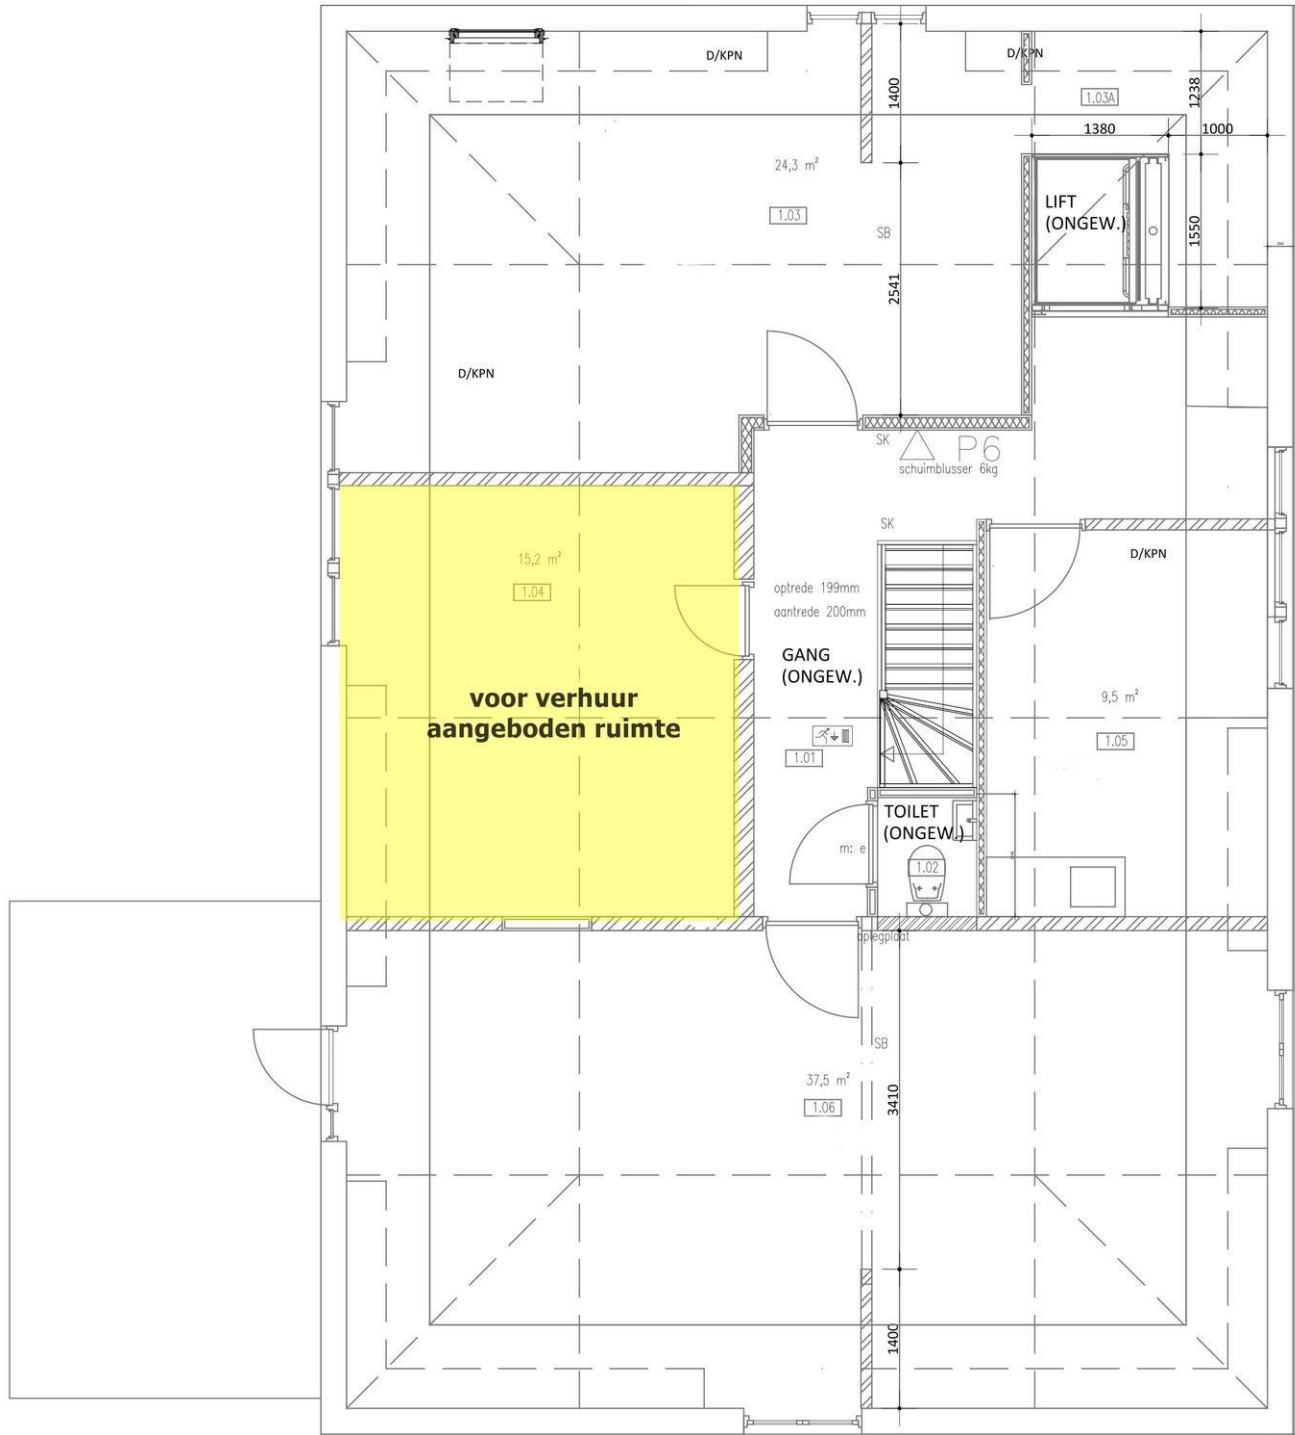 D/KPN
D/KPN
1.03A
1400
1238
1380
1000
24,3 m²
1.03
LIFT
(ONGEW.)
SB
1550
2541
D/KPN
SK
P6
schuimblusser 6kg
SK
15,2 m²
1.04
D/KPN
optrede 199mm
aantrede 200mm
GANG
(ONGEW.)
voor verhuur
aangeboden ruimte
9,5 m²
1.05
1.01
TOILET
(ONGEW.)
m: e
1.02
oplegplaat
SB
37,5 m²
1.06
3410
1400